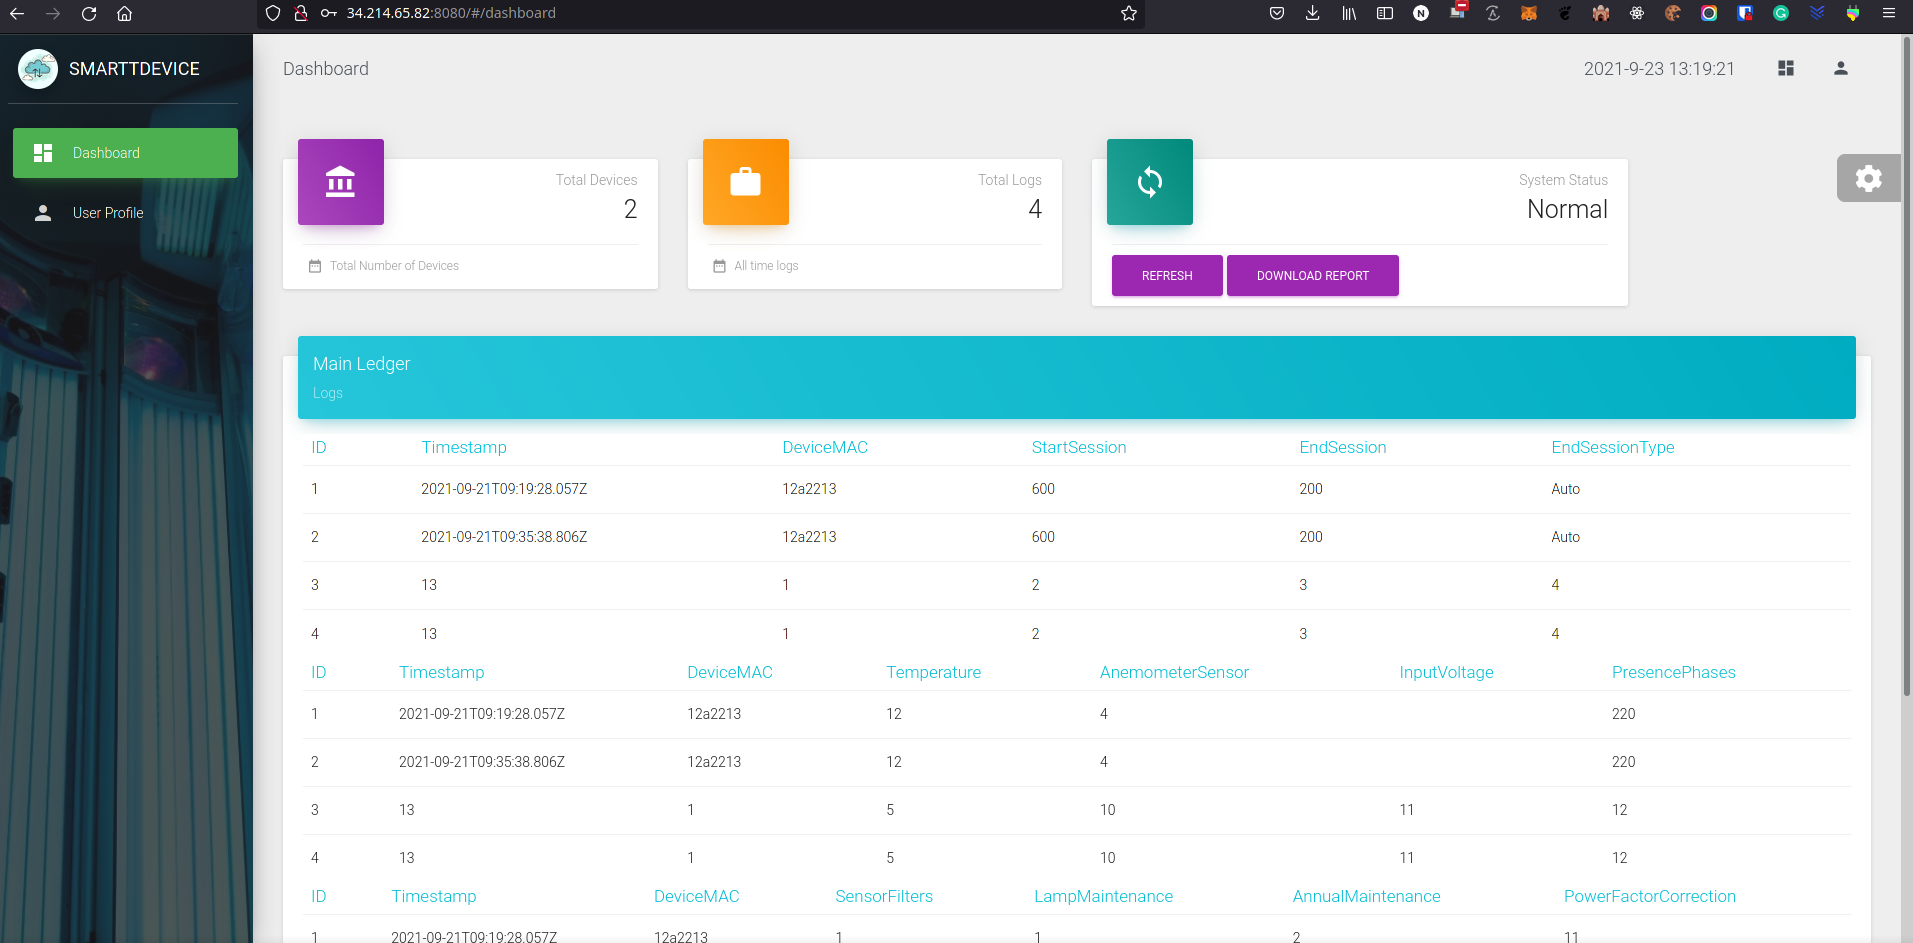 34.214.65.82:8080/#/dashboard
SMARTTDEVICE
Dashboard
User Profile
Dashboard
2021-9-23 13:19:21
Total Devices
2
Total Number of Devices
Total Logs
4
All time logs
System Status
Normal
REFRESH DOWNLOAD REPORT
Main Ledger
Logs
ID Timestamp DeviceMAC StartSession EndSession EndSessionType
1 2021-09-21T09:19:28.057Z 12a2213 600 200 Auto
2 2021-09-21T09:35:38.806Z 12a2213 600 200 Auto
3 13 1 2 3 4
4 13 1 2 3 4
ID Timestamp DeviceMAC Temperature AnemometerSensor InputVoltage PresencePhases
1 2021-09-21T09:19:28.057Z 12a2213 12 4 220
2 2021-09-21T09:35:38.806Z 12a2213 12 4 220
3 13 1 5 10 11 12
4 13 1 5 10 11 12
ID Timestamp DeviceMAC SensorFilters LampMaintenance AnnualMaintenance PowerFactorCorrection
1 2021-09-21T09:19:28.057Z 12a2213 1 1 2 11